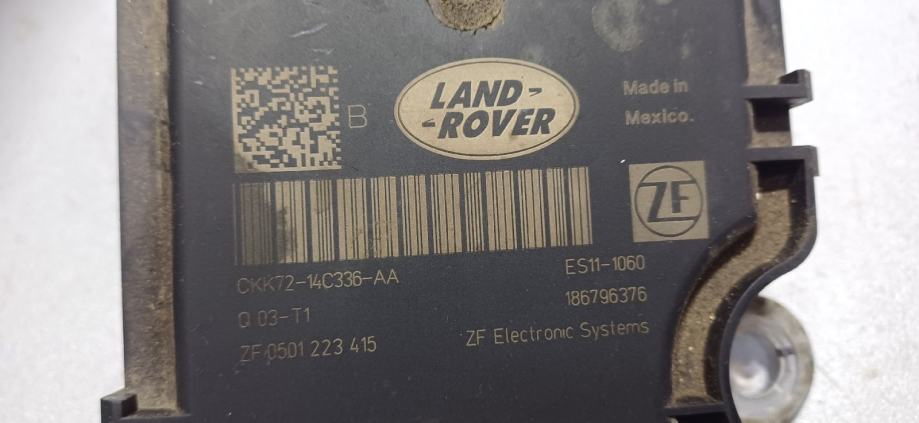 B
LAND-
-ROVER
Made in
Mexico.
ZF
CKK72-14C336-AA
ES11-1060
Q 03-T1
186796376
ZF 0501 223 415
ZF Electronic Systems